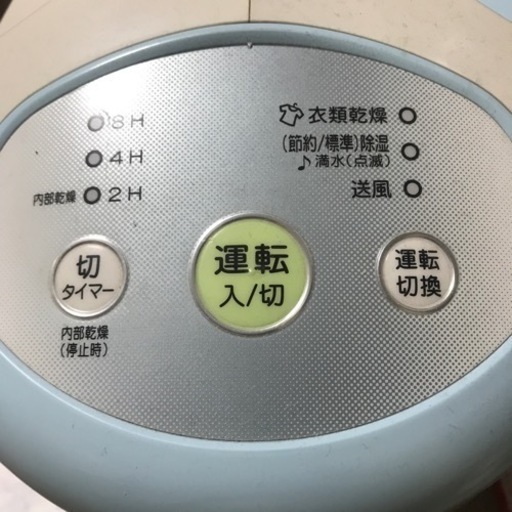 8H
4H
内部乾燥 2H
衣類乾燥
(節約/標準)除湿
♪満水(点滅)
送風
切
タイマー
内部乾燥
(停止時)
運転
入/切
運転
切換